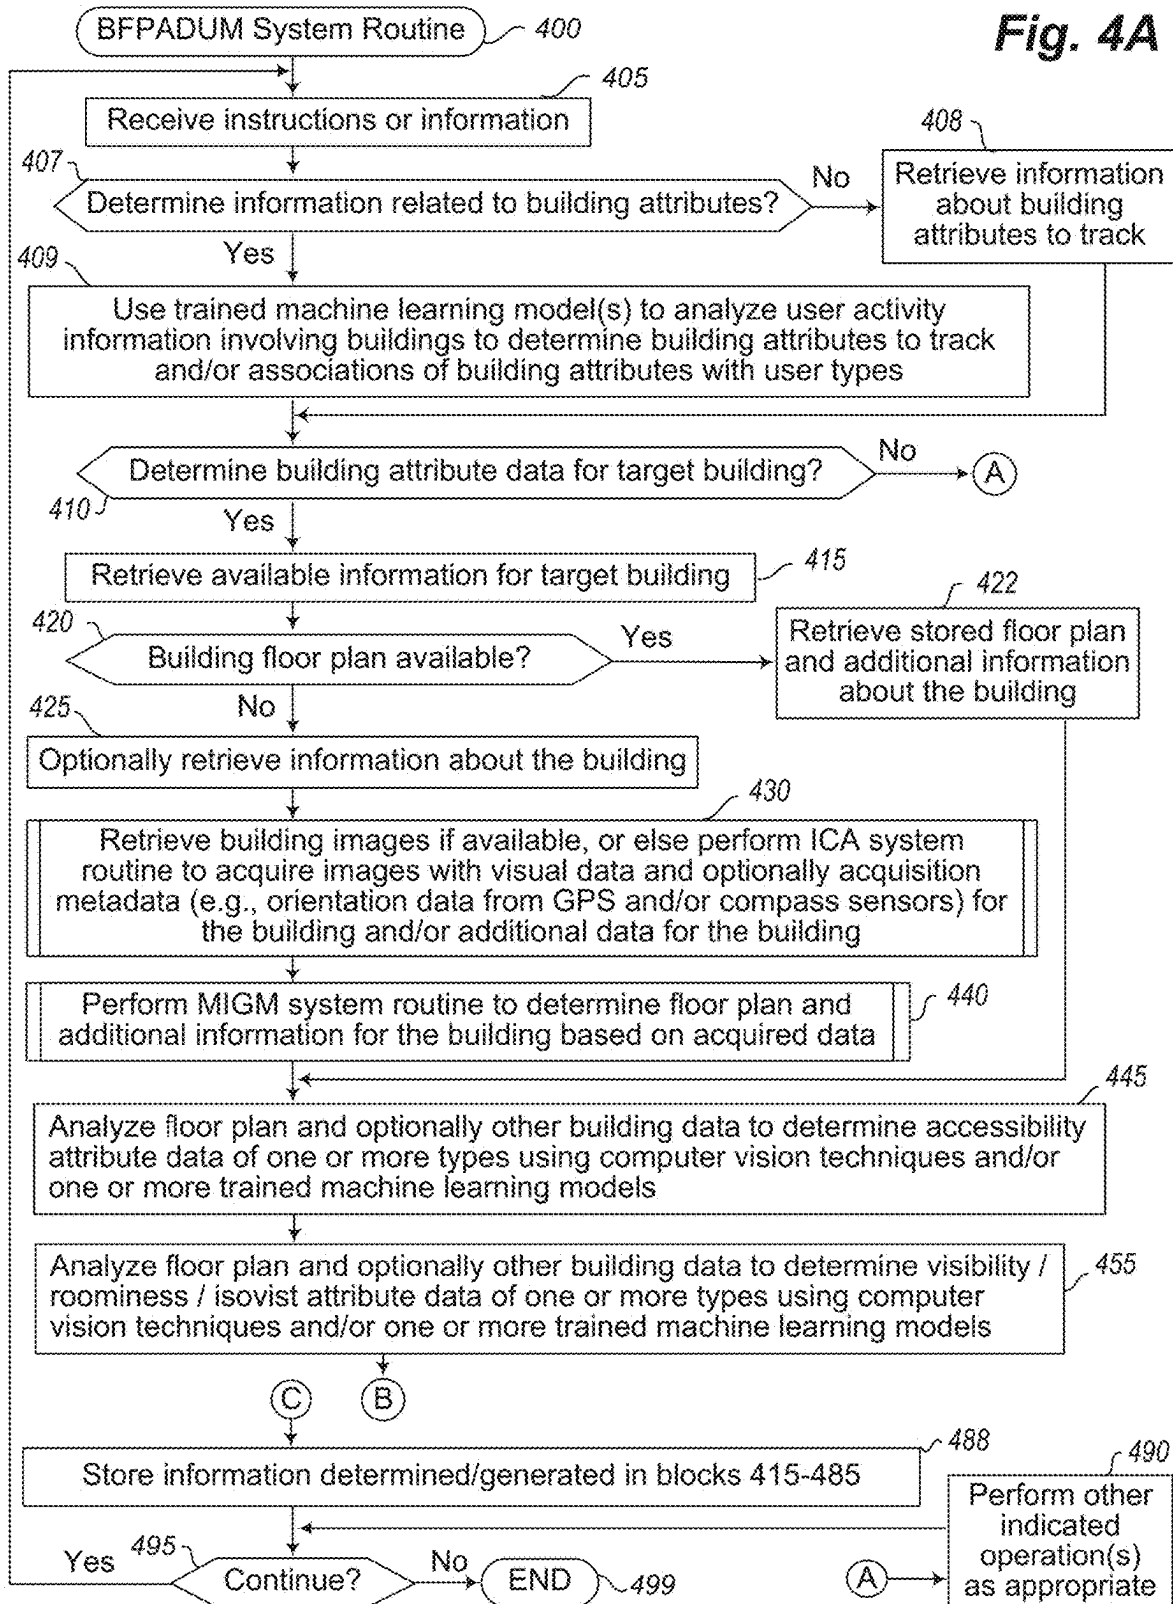 Fig. 4A
BFPADUM System Routine
400
405
Receive instructions or information
407
Determine information related to building attributes?
No
408
Retrieve information
about building
attributes to track
Yes
409
Use trained machine learning model(s) to analyze user activity
information involving buildings to determine building attributes to track
and/or associations of building attributes with user types
Determine building attribute data for target building?
No
A
410
Yes
Retrieve available information for target building
415
420
Building floor plan available?
Yes
422
Retrieve stored floor plan
and additional information
about the building
No
425
Optionally retrieve information about the building
430
Retrieve building images if available, or else perform ICA system
routine to acquire images with visual data and optionally acquisition
metadata (e.g., orientation data from GPS and/or compass sensors) for
the building and/or additional data for the building
Perform MIGM system routine to determine floor plan and
additional information for the building based on acquired data
440
445
Analyze floor plan and optionally other building data to determine accessibility
attribute data of one or more types using computer vision techniques and/or
one or more trained machine learning models
Analyze floor plan and optionally other building data to determine visibility /
roominess / isovist attribute data of one or more types using computer
vision techniques and/or one or more trained machine learning models
455
C
B
488
Store information determined/generated in blocks 415-485
490
Perform other
indicated
operation(s)
as appropriate
Yes
495
Continue?
No
END
499
A